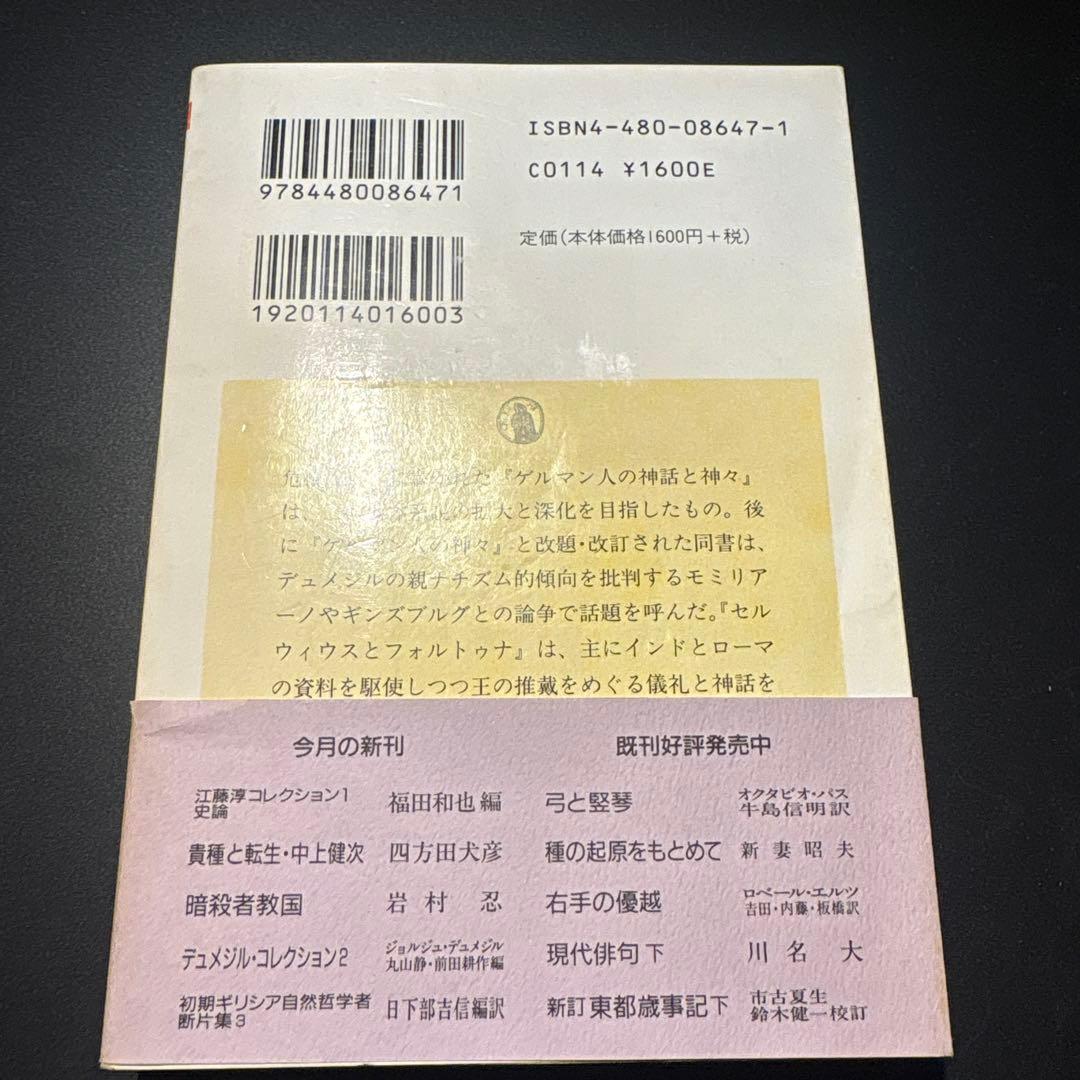 ISBN4-480-08647-1
C0114 ¥1600E
9784480086471
定価(本体価格1600円+税)
1920114016003
た『ゲルマン人の神話と神々』
は、の拡大と深化を目指したもの。後
に『ゲルマン人の神々』と改題・改訂された同書は、
デュメジルの親ナチズム的傾向を批判するモミリア
ーノやギンズブルグとの論争で話題を呼んだ。『セル
ウィウスとフォルトゥナ』は、主にインドとローマ
の資料を駆使しつつ王の推戴をめぐる儀礼と神話を
今月の新刊
江藤淳コレクション1
史論
福田和也編
貴種と転生・中上健次
四方田犬彦
暗殺者教国
岩村 忍
デュメジル・コレクション2
ジョルジュ・デュメジル
丸山静・前田耕作編
初期ギリシア自然哲学者
断片集3
日下部吉信編訳
既刊好評発売中
弓と竪琴
オクタビオ・パス
牛島信明訳
種の起原をもとめて
新妻昭夫
右手の優越
ロベール・エルツ
吉田・内藤・板橋訳
現代俳句 下
川名 大
新訂 東都歳事記 下
市古夏生
鈴木健一校訂